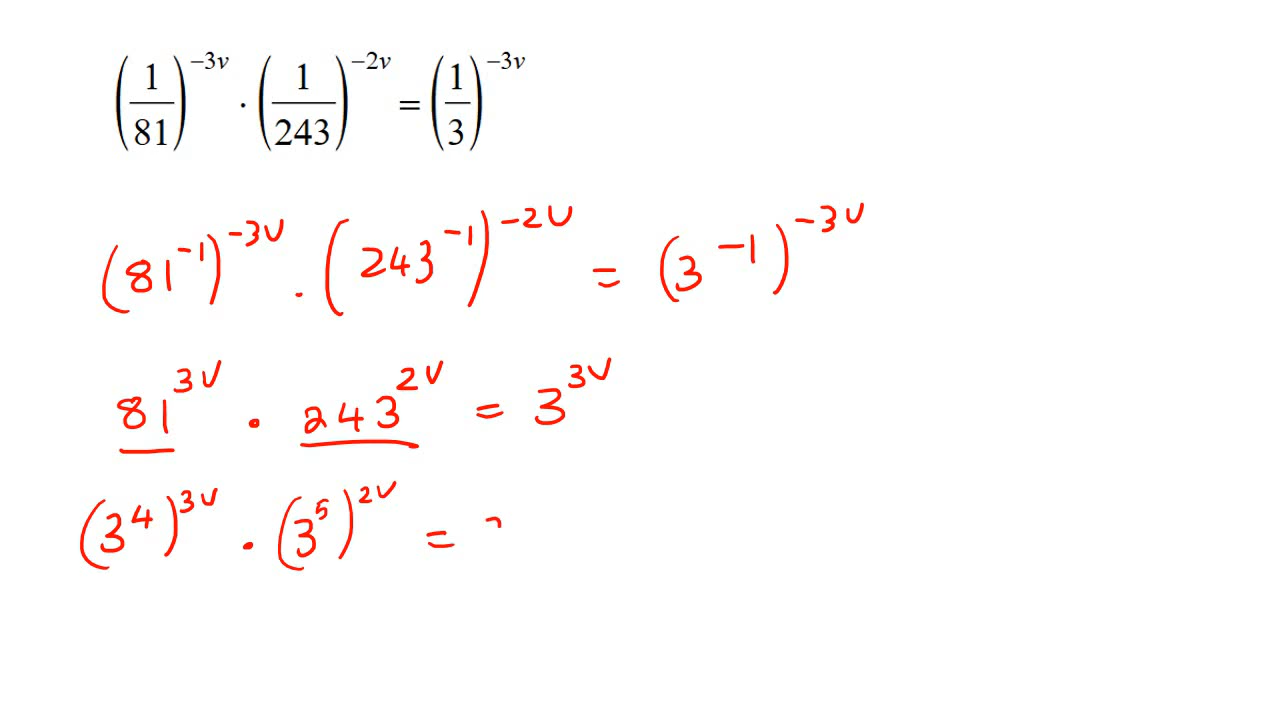 (1/81)^(−3v) · (1/243)^(−2v) = (1/3)^(−3v)
(81^(−1))^(−3v) · (243^(−1))^(−2v) = (3^(−1))^(−3v)
81^(3v) · 243^(2v) = 3^(3v)
(3^4)^(3v) · (3^5)^(2v) =